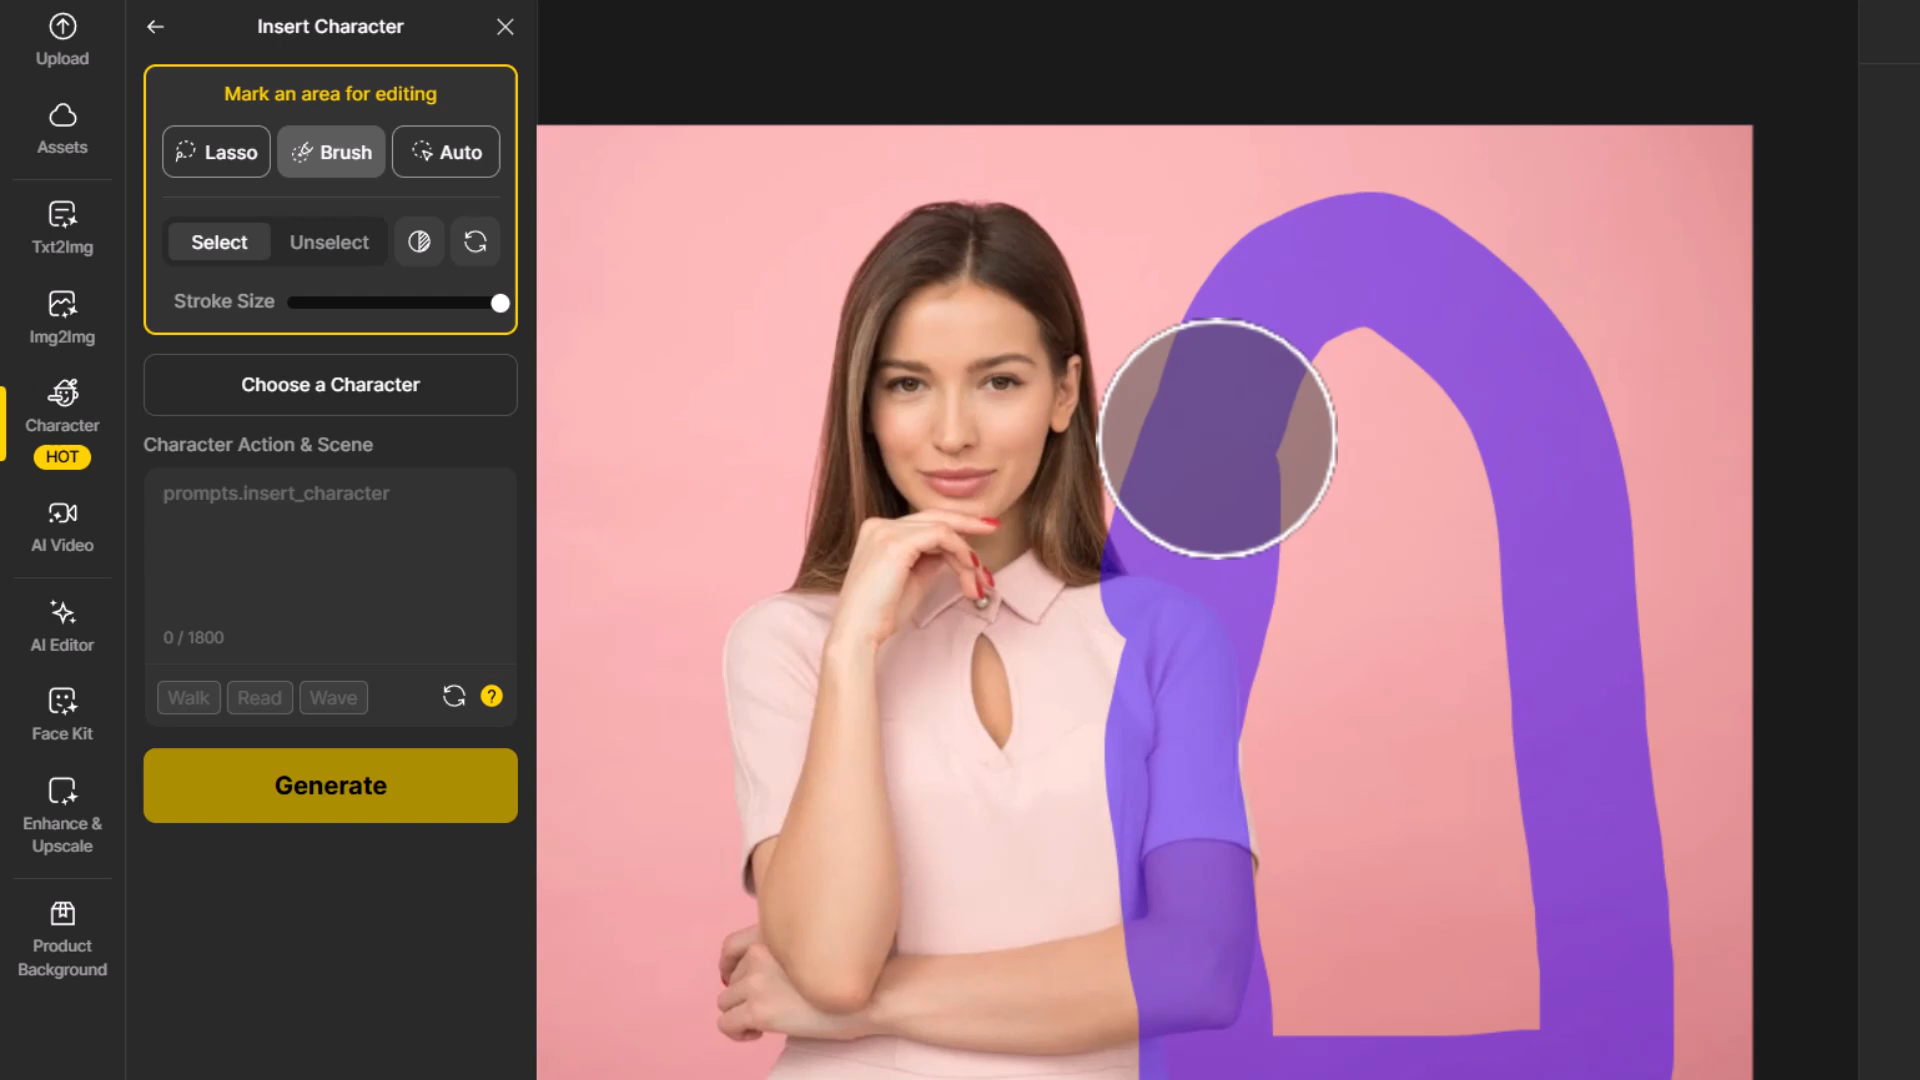 Upload
Assets
Txt2Img
Img2Img
Character
HOT
AI Video
AI Editor
Face Kit
Enhance &
Upscale
Product
Background
Insert Character
Mark an area for editing
Lasso Brush Auto
Select Unselect
Stroke Size
Choose a Character
Character Action & Scene
prompts.insert_character
0 / 1800
Walk Read Wave ?
Generate